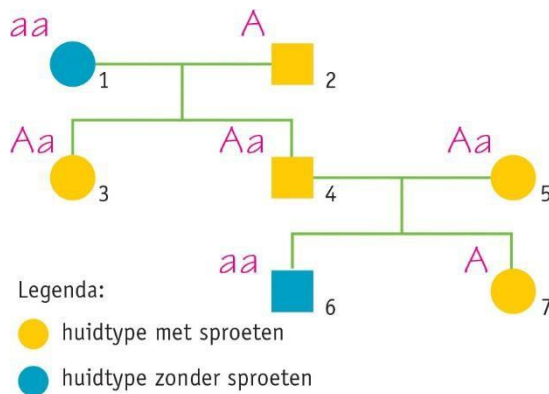 aa A
1 2
Aa Aa Aa
3 4 5
aa A
6 7
Legenda:
huidtype met sproeten
huidtype zonder sproeten